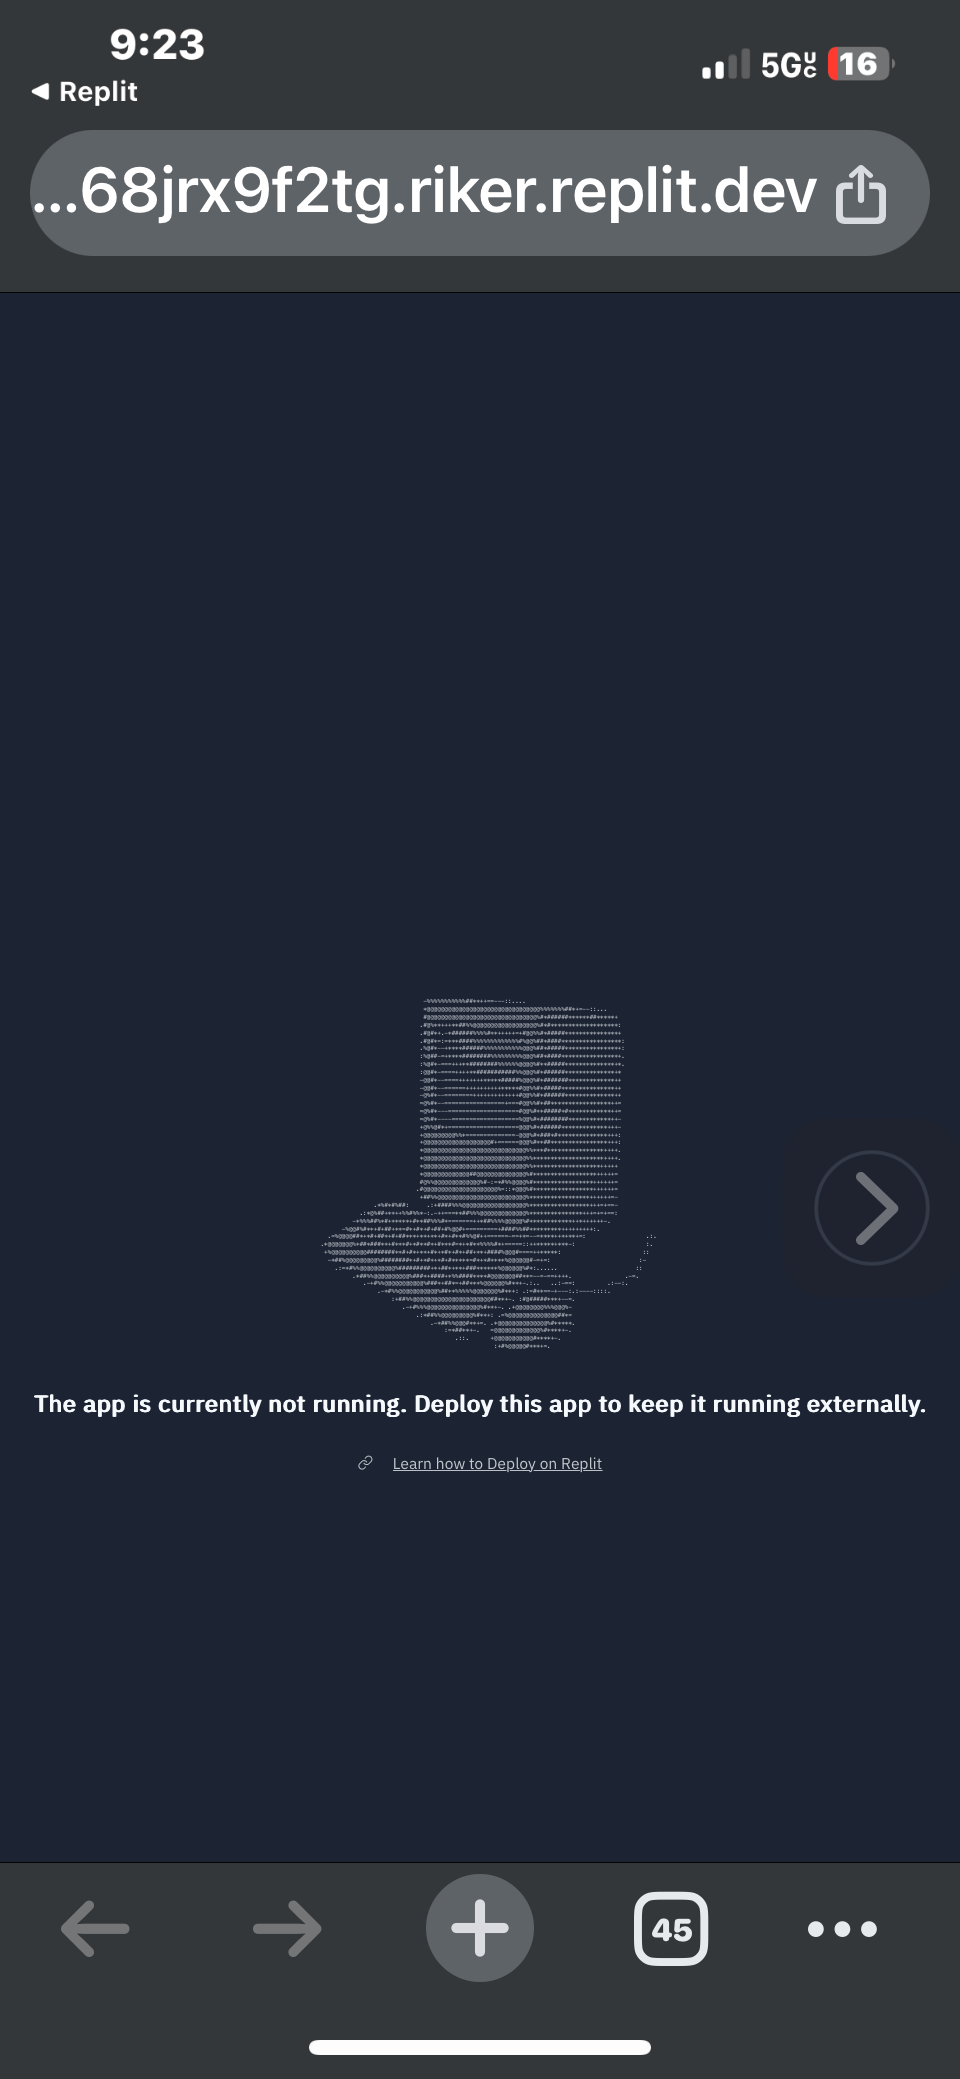 9:23
5G UC
16
◀ Replit
...68jrx9f2tg.riker.replit.dev
The app is currently not running. Deploy this app to keep it running externally.
Learn how to Deploy on Replit
45